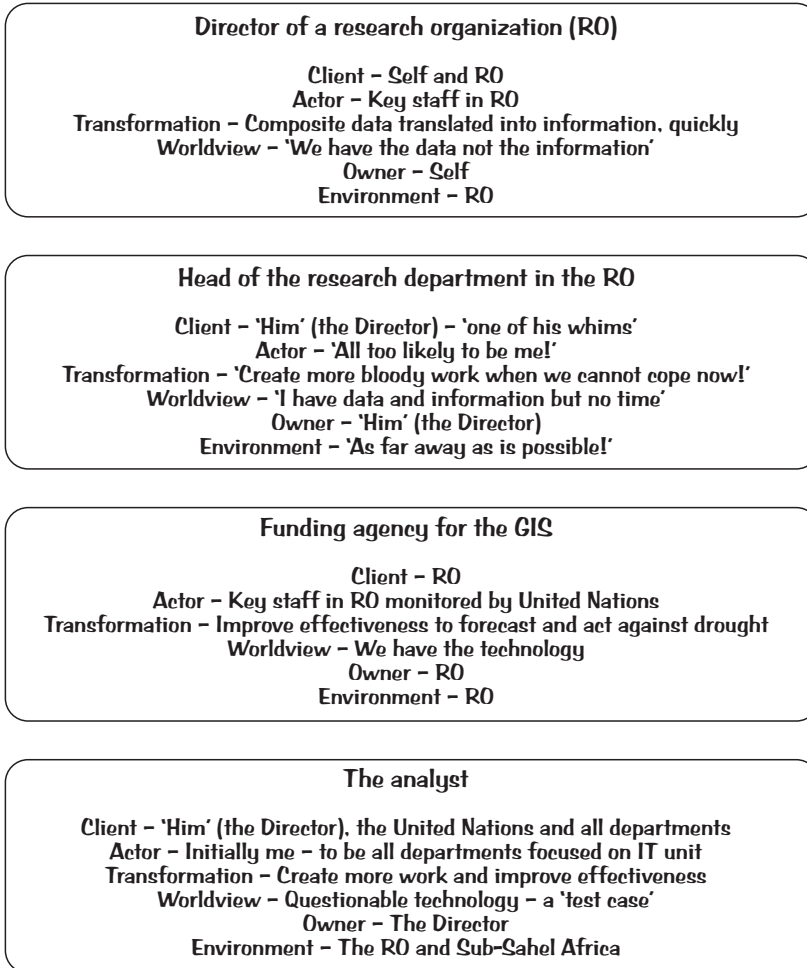 Director of a research organization (RO)
Client – Self and RO
Actor – Key staff in RO
Transformation – Composite data translated into information, quickly
Worldview – ‘We have the data not the information’
Owner – Self
Environment – RO
Head of the research department in the RO
Client – ‘Him’ (the Director) – ‘one of his whims’
Actor – ‘All too likely to be me!’
Transformation – ‘Create more bloody work when we cannot cope now!’
Worldview – ‘I have data and information but no time’
Owner – ‘Him’ (the Director)
Environment – ‘As far away as is possible!’
Funding agency for the GIS
Client – RO
Actor – Key staff in RO monitored by United Nations
Transformation – Improve effectiveness to forecast and act against drought
Worldview – We have the technology
Owner – RO
Environment – RO
The analyst
Client – ‘Him’ (the Director), the United Nations and all departments
Actor – Initially me – to be all departments focused on IT unit
Transformation – Create more work and improve effectiveness
Worldview – Questionable technology – a ‘test case’
Owner – The Director
Environment – The RO and Sub-Sahel Africa